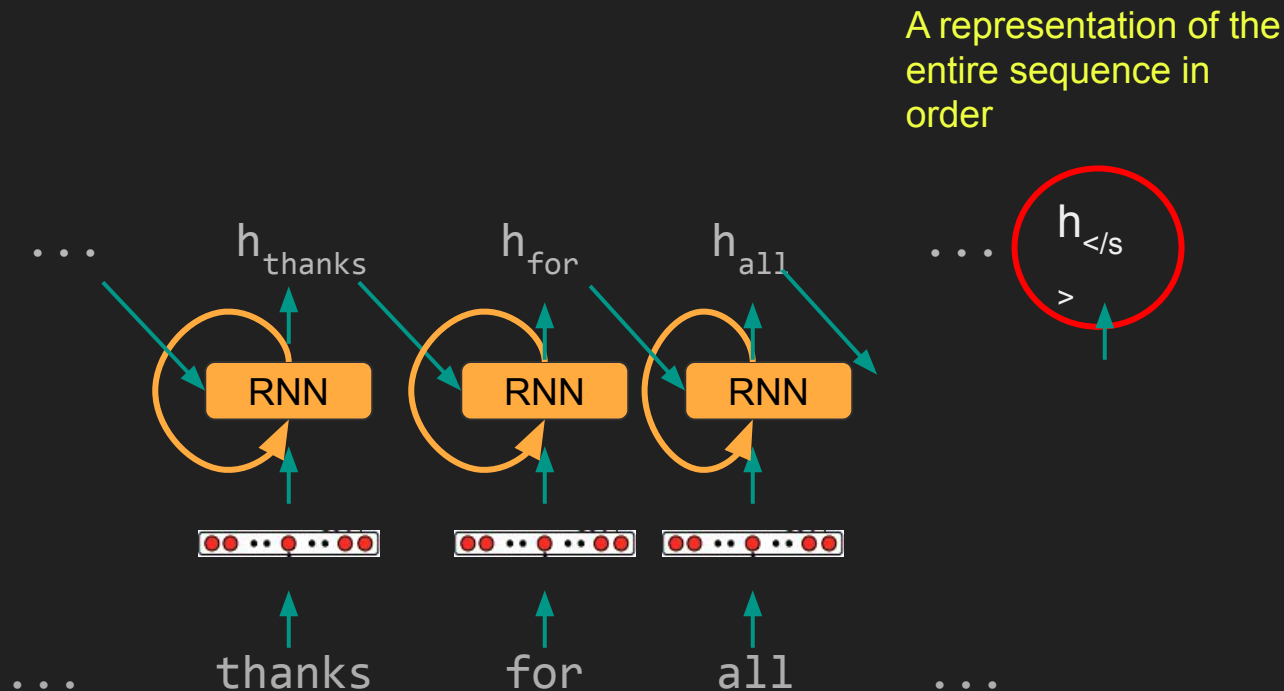 A representation of the
entire sequence in
order
... h_thanks h_for h_all ... h_</s
>
RNN RNN RNN
... thanks for all ...